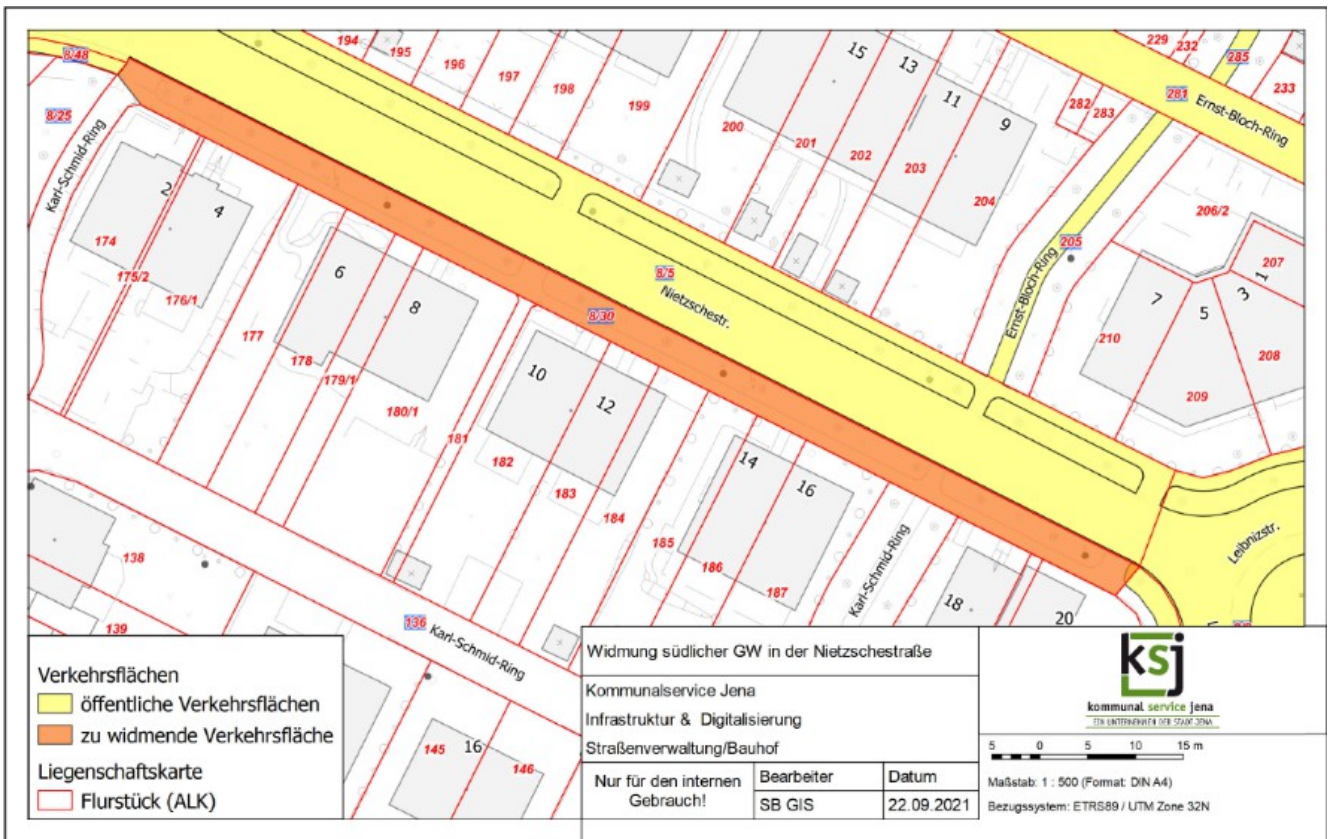 8/48
194
195
196
197
198
199
200
201
202
203
204
15
13
11
9
229
232
285
281
282
283
233
Ernst-Bloch-Ring
8/25
Karl-Schmid-Ring
2
4
174
175/2
176/1
177
6
8
178
179/1
180/1
8/5
Nietzschestr.
8/30
205
Ernst-Bloch-Ring
206/2
207
1
3
5
7
208
209
210
10
12
181
182
183
184
14
16
185
186
187
Karl-Schmid-Ring
18
20
Leibnizstr.
138
139
136
Karl-Schmid-Ring
145
16
146
Verkehrsflächen
öffentliche Verkehrsflächen
zu widmende Verkehrsfläche
Liegenschaftskarte
Flurstück (ALK)
Widmung südlicher GW in der Nietzschestraße
Kommunalservice Jena
Infrastruktur & Digitalisierung
Straßenverwaltung/Bauhof
Nur für den internen
Gebrauch!
Bearbeiter
Datum
SB GIS
22.09.2021
ksj
kommunal service jena
EIN UNTERNEHMEN DER STADT JENA
5 0 5 10 15 m
Maßstab: 1 : 500 (Format: DIN A4)
Bezugssystem: ETRS89 / UTM Zone 32N